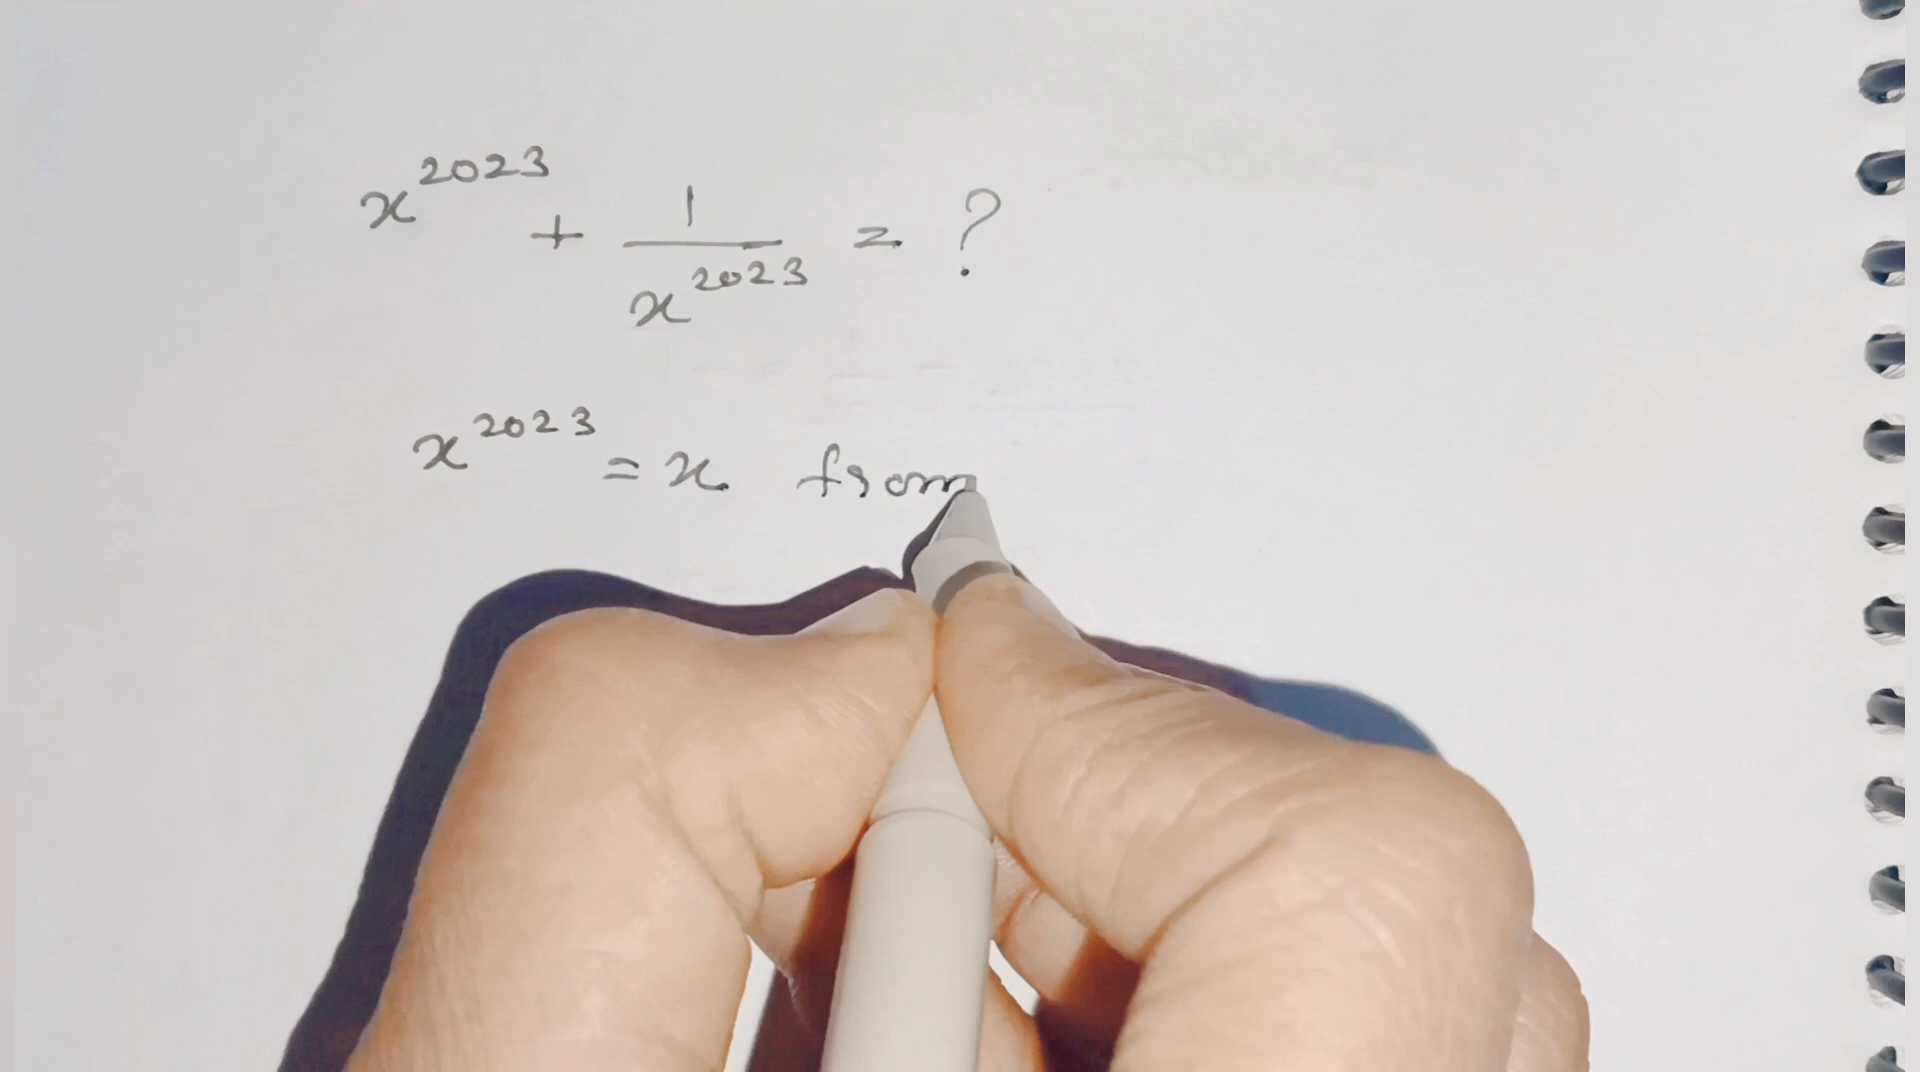 x^2023 + 1/x^2023 = ?
x^2023 = x from